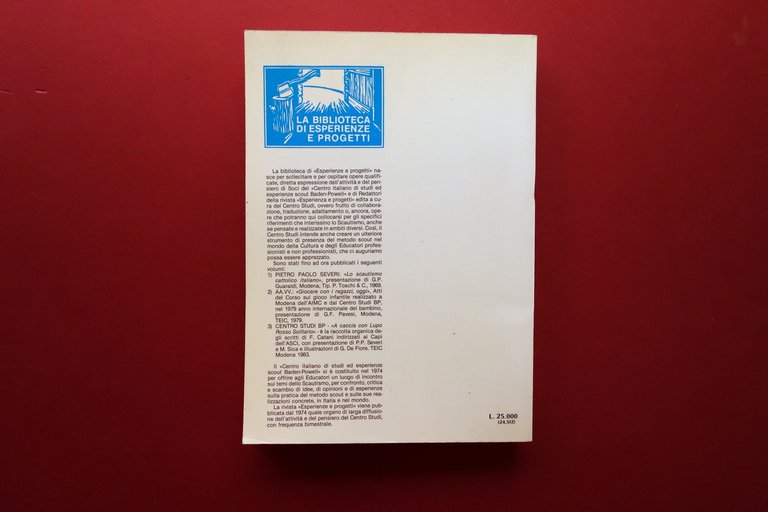 LA BIBLIOTECA
DI ESPERIENZE
E PROGETTI
La biblioteca di «Esperienze e progetti» na-
sce per sollecitare e per ospitare opere qualifi-
cate, diretta espressione dell'attività e del pen-
siero di Soci del «Centro italiano di studi ed
esperienze scout Baden-Powell» e di Redattori
della rivista «Esperienza e progetti» edita a cu-
ra del Centro Studi, ovvero frutto di collabora-
zione, traduzione, adattamento o, ancora, ope-
re che potranno qui collocarsi per gli specifici
riferimenti che interissino lo Scautismo, anche
se pensate e realizzate in ambiti diversi. Così, il
Centro Studi intende anche creare un ulteriore
strumento di presenza del metodo scout nel
mondo della Cultura e degli Educatori profes-
sionisti e non professionisti, che ci auguriamo
possa essere apprezzato.
Sono stati fino ad ora pubblicati i seguenti
volumi:
1) PIETRO PAOLO SEVERI: «Lo scautismo
cattolico italiano», presentazione di G.P.
Guaraldi, Modena, Tip. P. Toschi & C., 1969.
2) AA.VV.: «Giocare con i ragazzi, oggi», Atti
del Corso sul gioco infantile realizzato a
Modena dell'AIMC e dal Centro Studi BP,
nel 1979 anno internazionale del bambino,
presentazione di G.F. Pavesi, Modena,
TEIC, 1979.
3) CENTRO STUDI BP - «A caccia con Lupo
Rosso Solitario» - è la raccolta organica de-
gli scritti di F. Catani indirizzati ai Capi
dell'ASCI, con presentazione di P.P. Severi
e M. Sica e illustrazioni di G. De Fiore. TEIC
Modena 1983.
Il «Centro italiano di studi ed esperienze
scout Baden-Powell» si è costituito nel 1974
per offrire agli Educatori un luogo di incontro
sui temi dello Scautismo, per confronto, critica
e scambio di idee, di opinioni e di esperienze
sulla pratica del metodo scout e sulle sue rea-
lizzazioni concrete, in Italia e nel mondo.
La rivista «Esperienze e progetti» viene pub-
blicata dal 1974 quale organo di larga diffusio-
ne dell'attività e del pensiero del Centro Studi,
con frequenza bimestrale.
L. 25.000
(24.512)